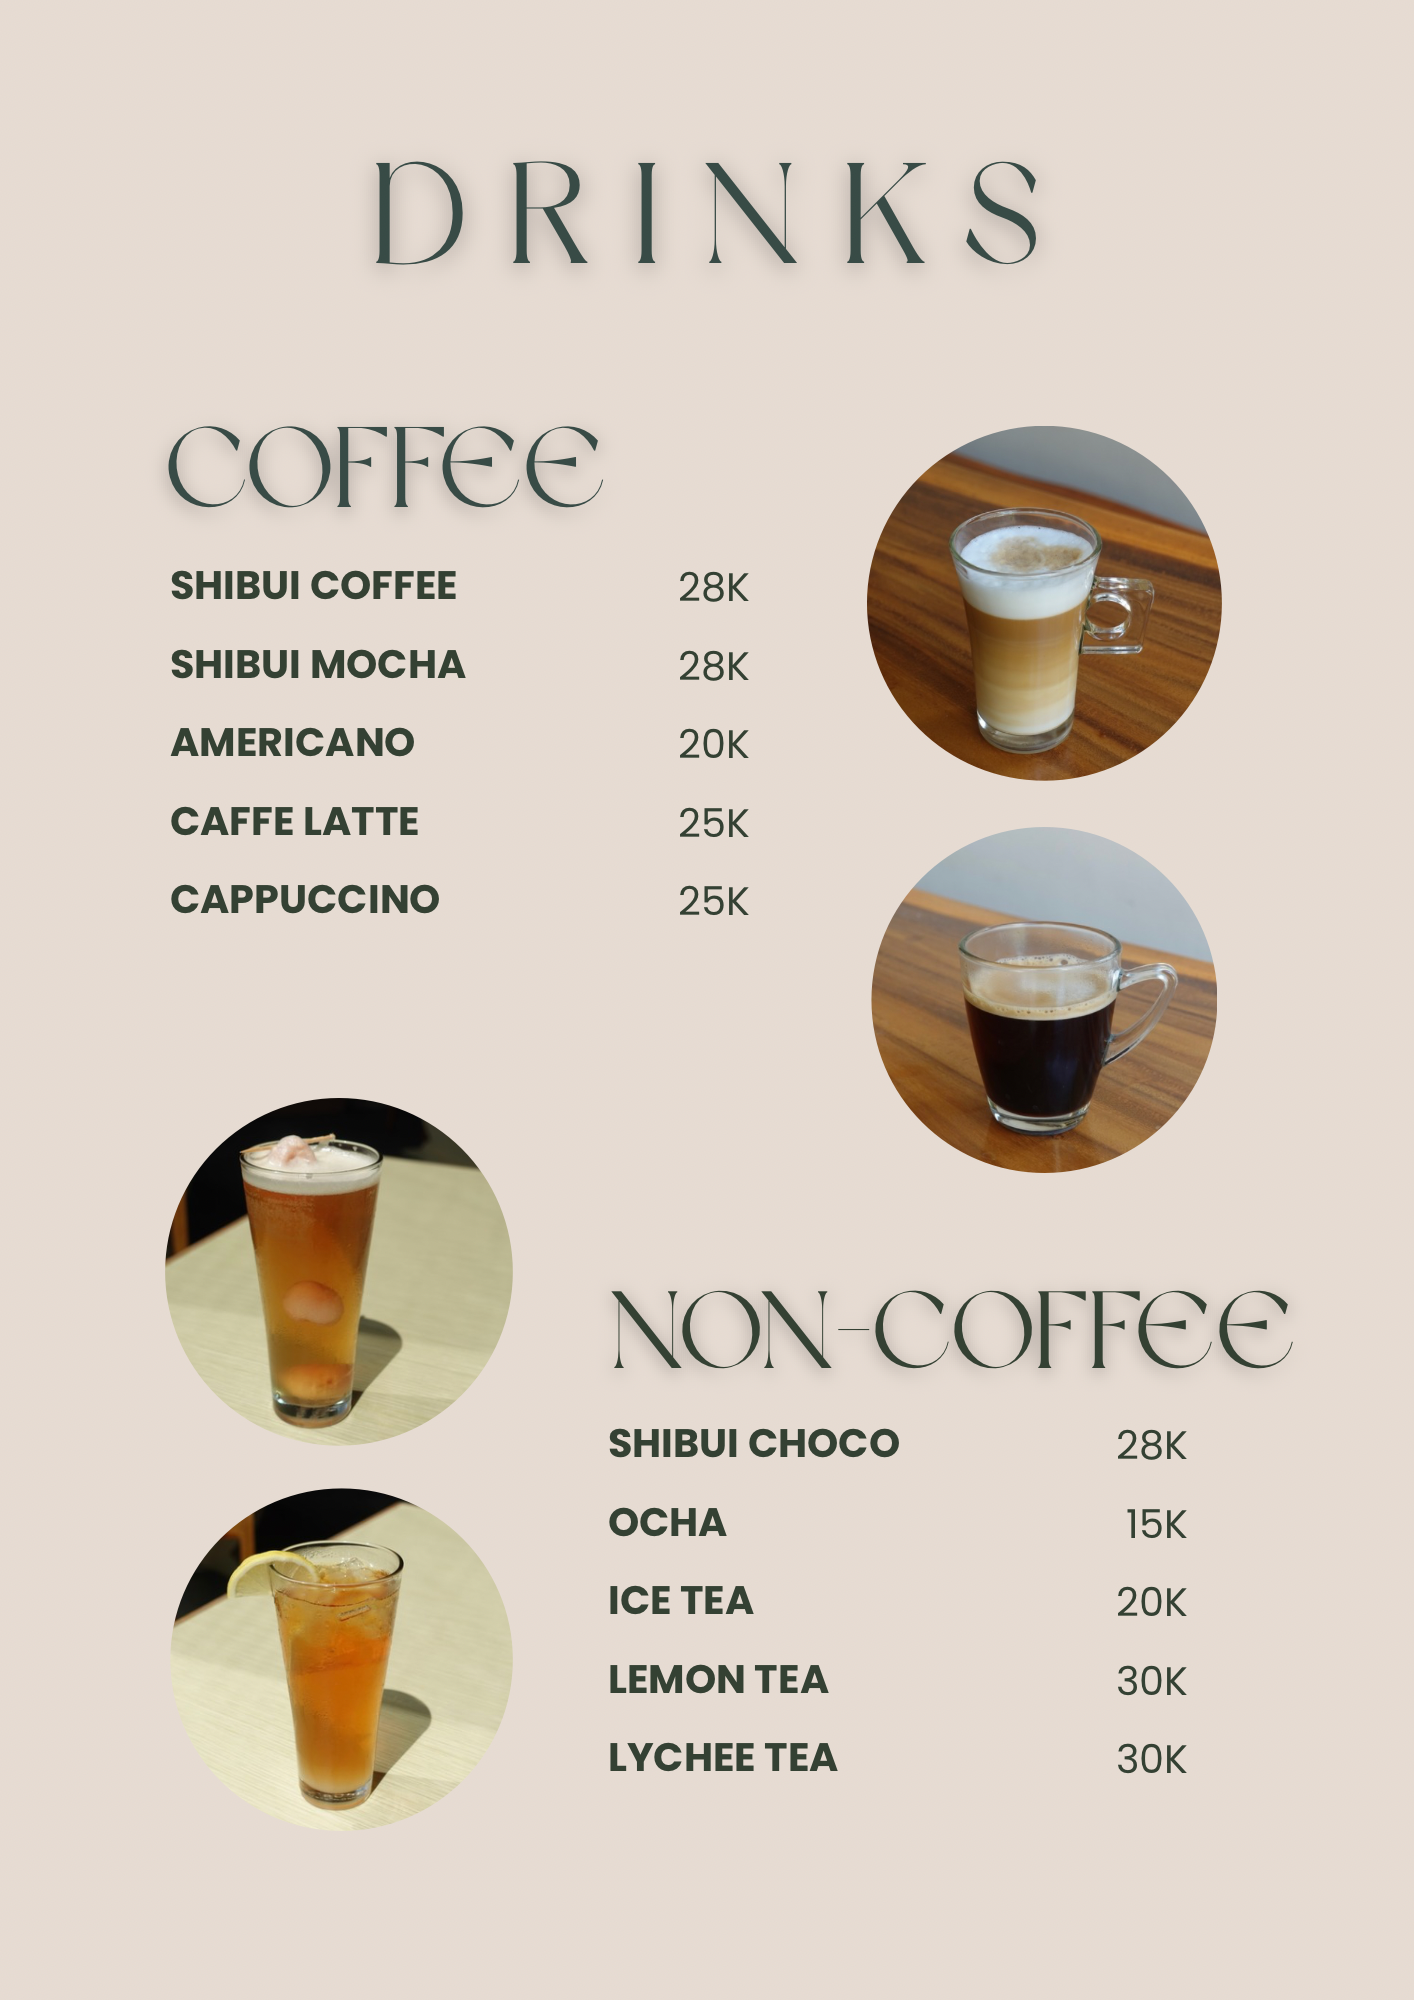 DRINKS
COFFEE
SHIBUI COFFEE 28K
SHIBUI MOCHA 28K
AMERICANO 20K
CAFFE LATTE 25K
CAPPUCCINO 25K
NON-COFFEE
SHIBUI CHOCO 28K
OCHA 15K
ICE TEA 20K
LEMON TEA 30K
LYCHEE TEA 30K